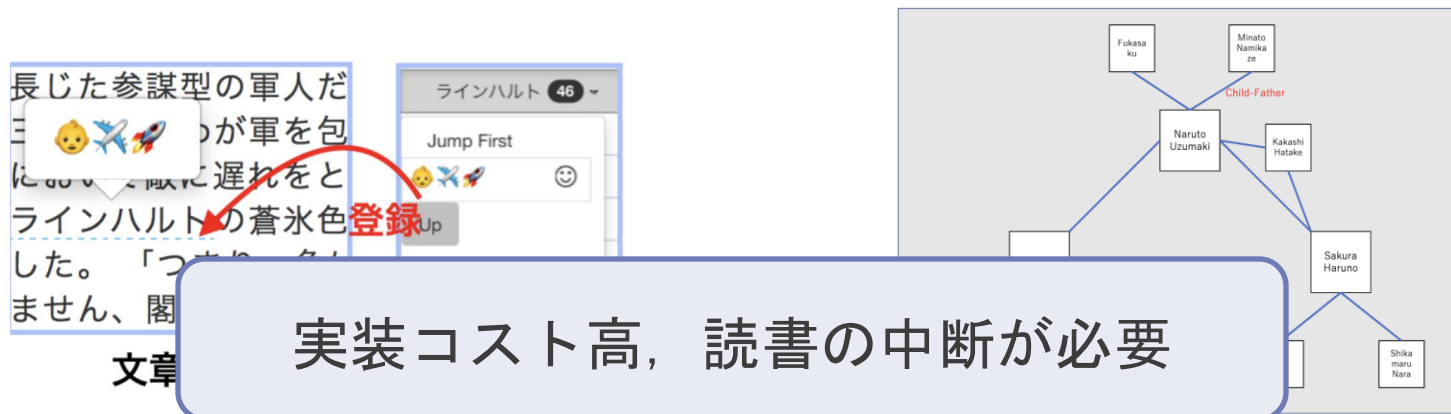 長じた参謀型の軍人だ
が軍を包
に遅れをと
ラインハルトの蒼氷色
した。「つまり、
ません、閣
文章
ラインハルト 46
Jump First
Up
登録
Fukasa
ku
Minato
Namika
ze
Child-Father
Naruto
Uzumaki
Kakashi
Hatake
Sakura
Haruno
Shika
maru
Nara
実装コスト高，読書の中断が必要